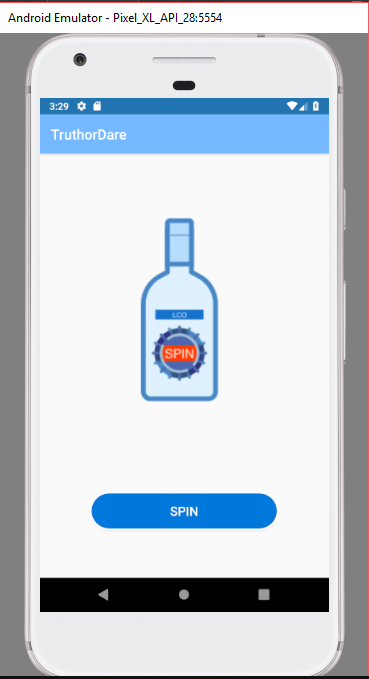 Android Emulator - Pixel_XL_API_28:5554
3:29
TruthorDare
LCO
SPIN
SPIN